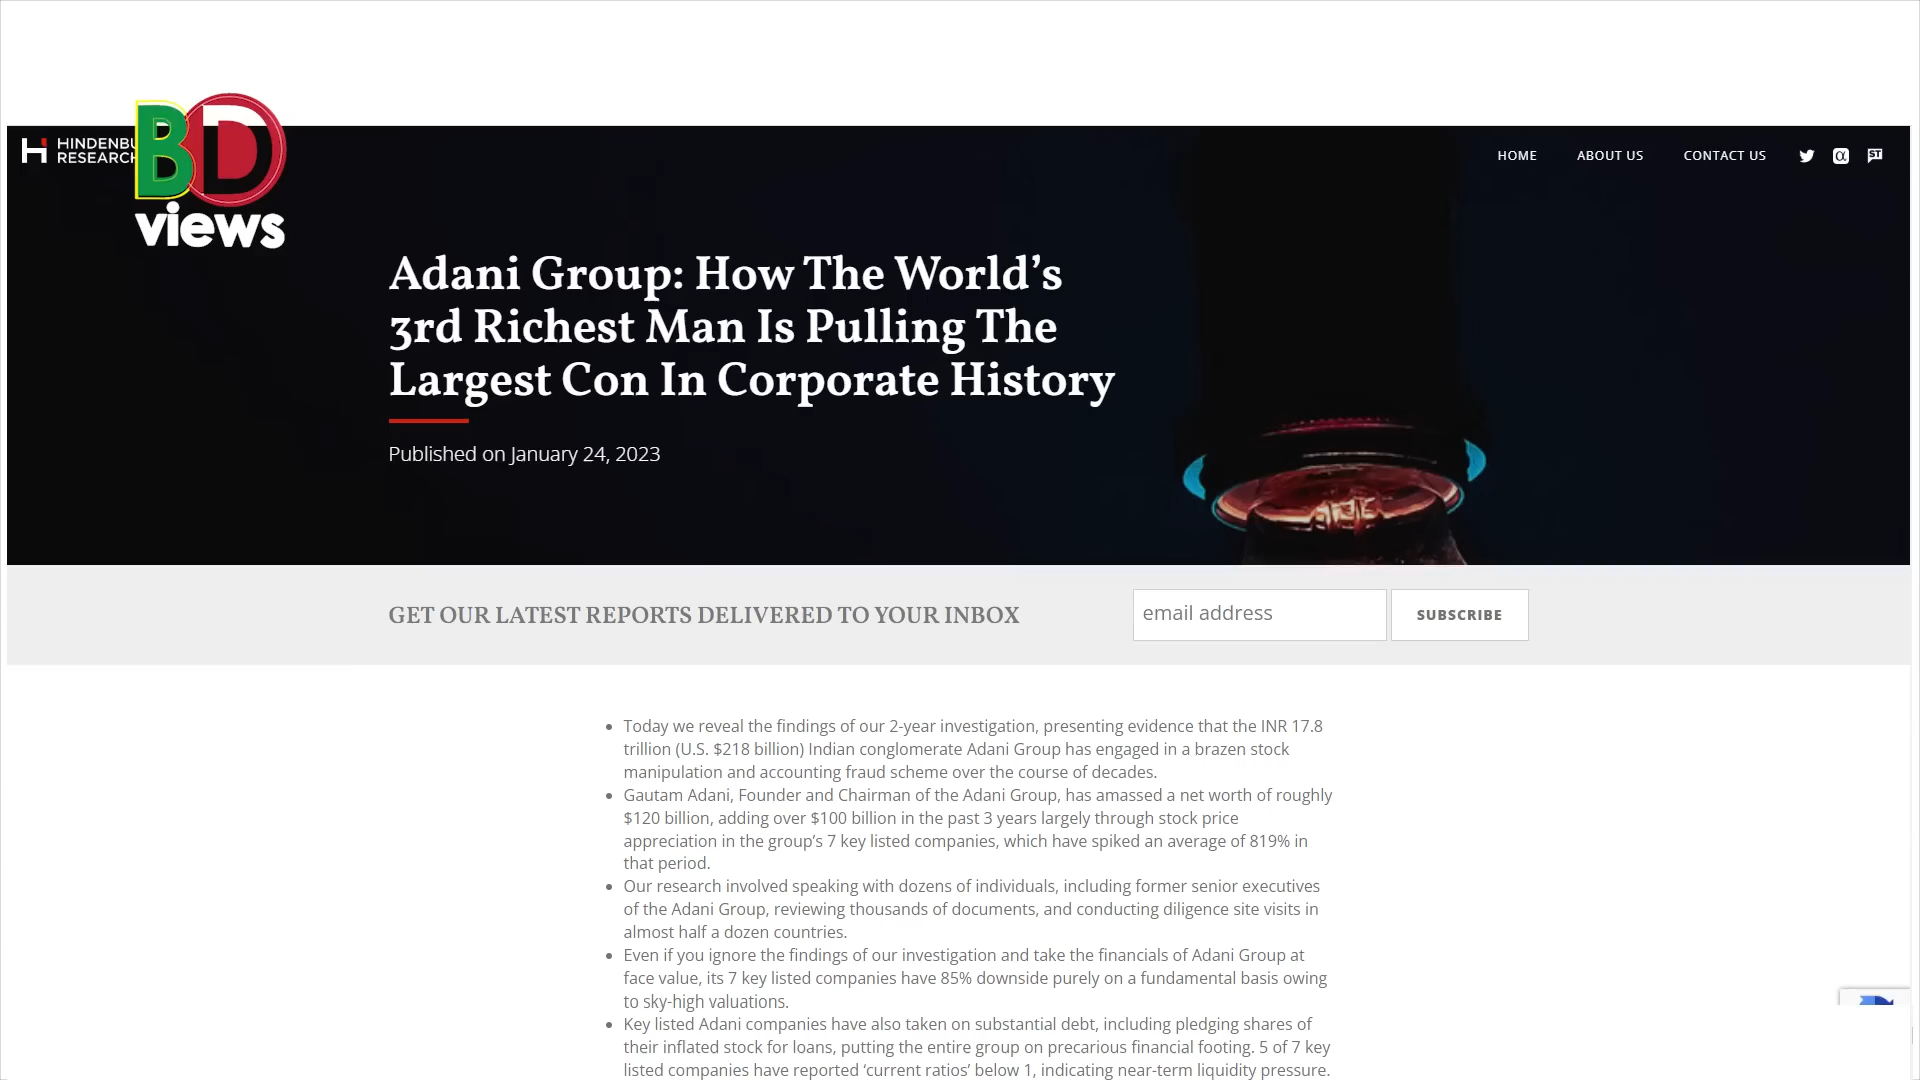 HINDENBU
RESEARCH
BD
views
HOME
ABOUT US
CONTACT US
Adani Group: How The World’s
3rd Richest Man Is Pulling The
Largest Con In Corporate History
Published on January 24, 2023
GET OUR LATEST REPORTS DELIVERED TO YOUR INBOX
email address
SUBSCRIBE
• Today we reveal the findings of our 2-year investigation, presenting evidence that the INR 17.8
trillion (U.S. $218 billion) Indian conglomerate Adani Group has engaged in a brazen stock
manipulation and accounting fraud scheme over the course of decades.
• Gautam Adani, Founder and Chairman of the Adani Group, has amassed a net worth of roughly
$120 billion, adding over $100 billion in the past 3 years largely through stock price
appreciation in the group’s 7 key listed companies, which have spiked an average of 819% in
that period.
• Our research involved speaking with dozens of individuals, including former senior executives
of the Adani Group, reviewing thousands of documents, and conducting diligence site visits in
almost half a dozen countries.
• Even if you ignore the findings of our investigation and take the financials of Adani Group at
face value, its 7 key listed companies have 85% downside purely on a fundamental basis owing
to sky-high valuations.
• Key listed Adani companies have also taken on substantial debt, including pledging shares of
their inflated stock for loans, putting the entire group on precarious financial footing. 5 of 7 key
listed companies have reported ‘current ratios’ below 1, indicating near-term liquidity pressure.